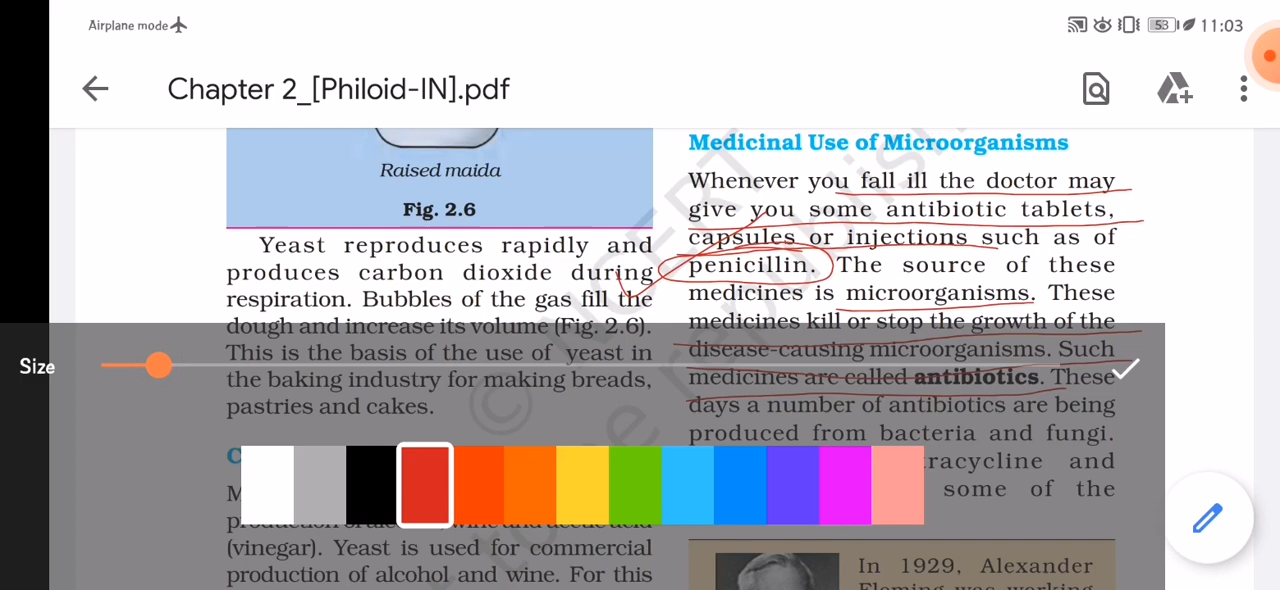 Airplane mode
53
11:03
Chapter 2_[Philoid-IN].pdf
Raised maida
Fig. 2.6
Yeast reproduces rapidly and
produces carbon dioxide during
respiration. Bubbles of the gas fill the
dough and increase its volume (Fig. 2.6).
This is the basis of the use of yeast in
the baking industry for making breads,
pastries and cakes.
C
M
(vinegar). Yeast is used for commercial
production of alcohol and wine. For this
Medicinal Use of Microorganisms
Whenever you fall ill the doctor may
give you some antibiotic tablets,
capsules or injections such as of
penicillin. The source of these
medicines is microorganisms. These
medicines kill or stop the growth of the
disease-causing microorganisms. Such
medicines are called antibiotics. These
days a number of antibiotics are being
produced from bacteria and fungi.
tracycline and
some of the
In 1929, Alexander
Fleming was working
Size
© NCERT